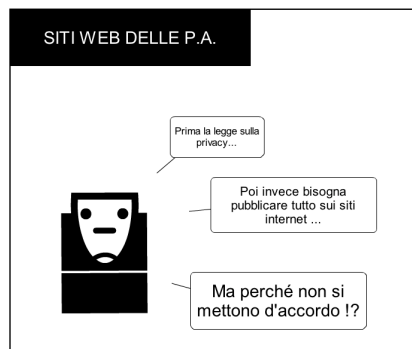 SITI WEB DELLE P.A.
Prima la legge sulla
privacy...
Poi invece bisogna
pubblicare tutto sui siti
internet ...
Ma perché non si
mettono d'accordo !?